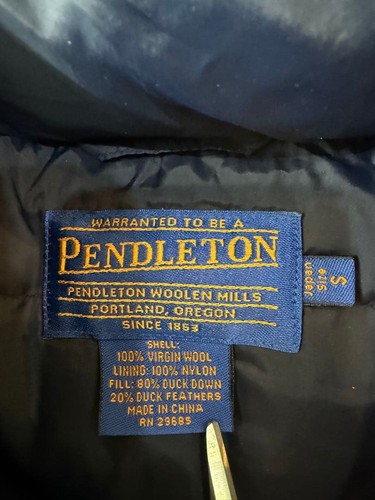 WARRANTED TO BE A
PENDLETON
PENDLETON WOOLEN MILLS
PORTLAND, OREGON
SINCE 1863
Japan
Size
S
SHELL:
100% VIRGIN WOOL
LINING: 100% NYLON
FILL: 80% DUCK DOWN
20% DUCK FEATHERS
MADE IN CHINA
RN 29685